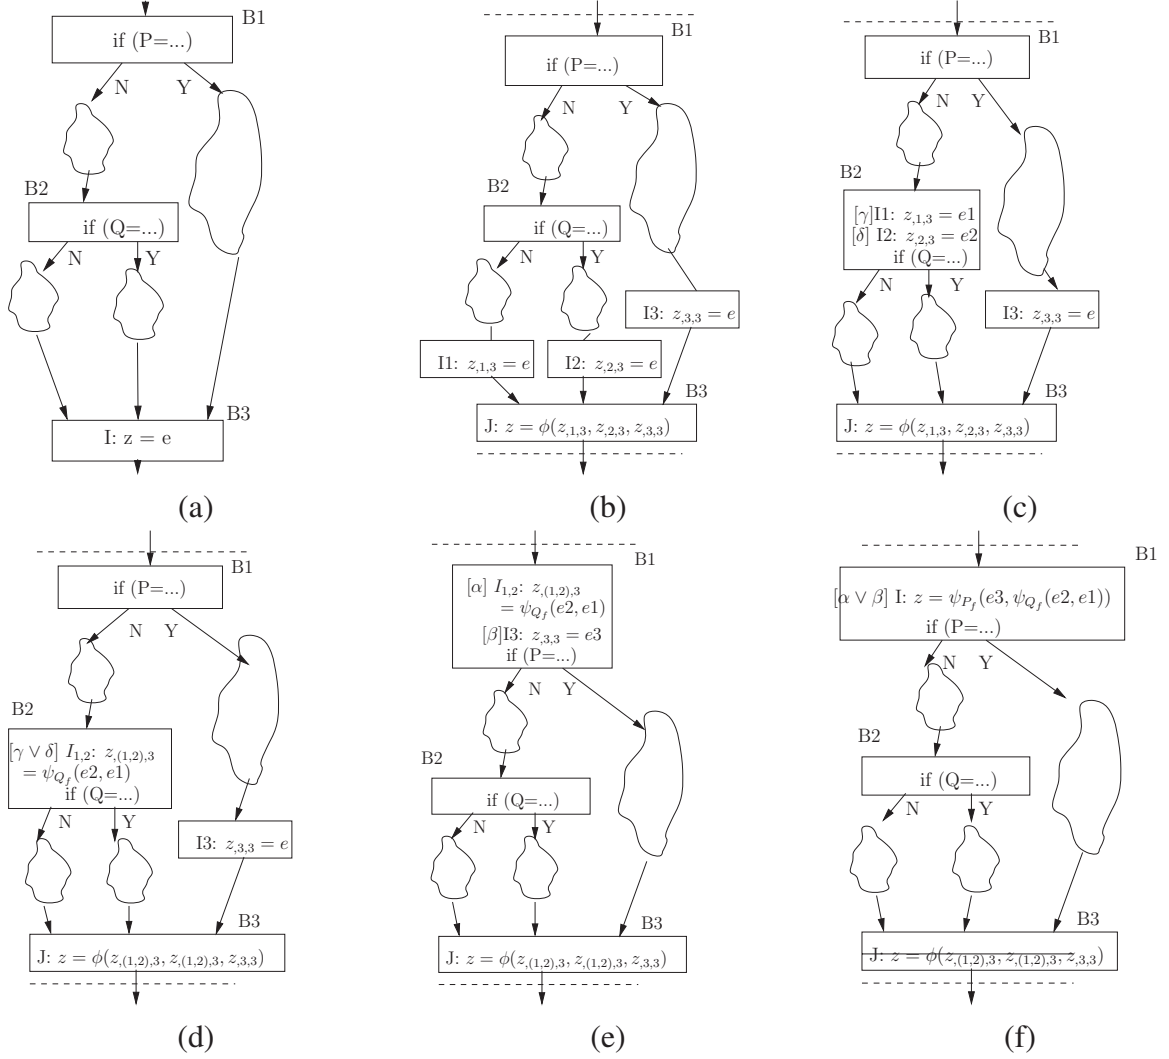 B1
if (P=...)
N Y
B2
if (Q=...)
N Y
B3
I: z = e
(a)
B1
if (P=...)
N Y
B2
if (Q=...)
N Y
I3: z,3,3 = e
I1: z,1,3 = e
I2: z,2,3 = e
B3
J: z = ϕ(z,1,3, z,2,3, z,3,3)
(b)
B1
if (P=...)
N Y
B2
[γ]I1: z,1,3 = e1
[δ] I2: z,2,3 = e2
if (Q=...)
N Y
I3: z,3,3 = e
B3
J: z = ϕ(z,1,3, z,2,3, z,3,3)
(c)
B1
if (P=...)
N Y
B2
[γ ∨ δ] I1,2: z,(1,2),3
= ψQf(e2, e1)
if (Q=...)
N Y
I3: z,3,3 = e
B3
J: z = ϕ(z,(1,2),3, z,(1,2),3, z,3,3)
(d)
B1
[α] I1,2: z,(1,2),3
= ψQf(e2, e1)
[β]I3: z,3,3 = e3
if (P=...)
N Y
B2
if (Q=...)
N Y
B3
J: z = ϕ(z,(1,2),3, z,(1,2),3, z,3,3)
(e)
B1
[α ∨ β] I: z = ψPf(e3, ψQf(e2, e1))
if (P=...)
N Y
B2
if (Q=...)
N Y
B3
J: z = ϕ(z,(1,2),3, z,(1,2),3, z,3,3)
(f)